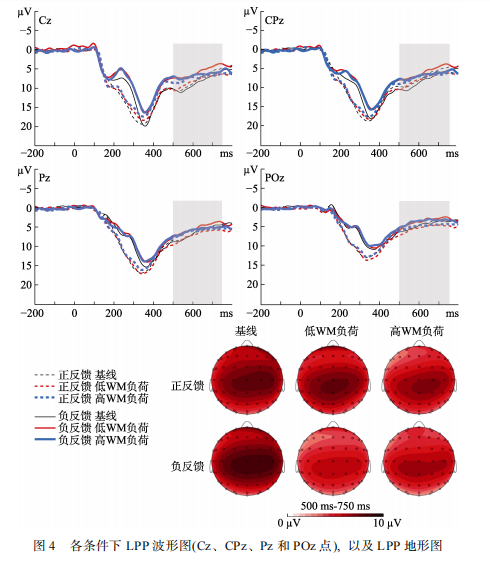 μV Cz
−5
0
5
10
15
20
−200 0 200 400 600 ms
μV CPz
−5
0
5
10
15
20
−200 0 200 400 600 ms
μV Pz
−5
0
5
10
15
20
−200 0 200 400 600 ms
μV POz
−5
0
5
10
15
20
−200 0 200 400 600 ms
正反馈 基线
正反馈 低WM负荷
正反馈 高WM负荷
负反馈 基线
负反馈 低WM负荷
负反馈 高WM负荷
基线 低WM负荷 高WM负荷
正反馈
负反馈
500 ms-750 ms
0 μV 10 μV
图 4 各条件下 LPP 波形图(Cz、CPz、Pz 和 POz 点), 以及 LPP 地形图